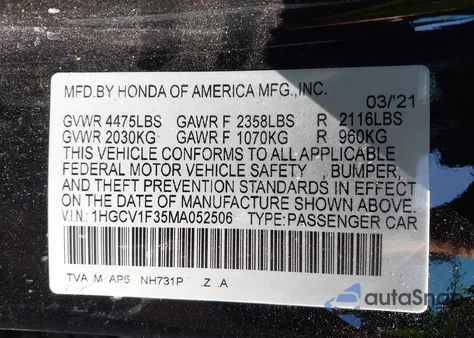 MFD.BY HONDA OF AMERICA MFG.,INC.
03/'21
GVWR 4475LBS GAWR F 2358LBS R 2116LBS
GVWR 2030KG GAWR F 1070KG R 960KG
THIS VEHICLE CONFORMS TO ALL APPLICABLE
FEDERAL MOTOR VEHICLE SAFETY , BUMPER,
AND THEFT PREVENTION STANDARDS IN EFFECT
ON THE DATE OF MANUFACTURE SHOWN ABOVE.
V.I.N.: 1HGCV1F35MA052506 TYPE:PASSENGER CAR
TVA M AP5 NH731P .Z .A
autaSnap